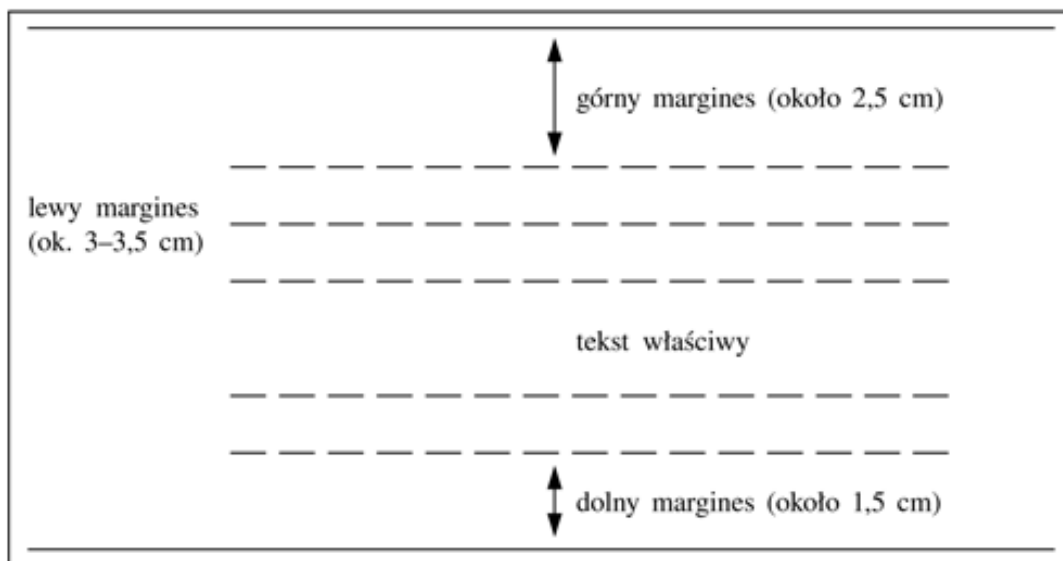 górny margines (około 2,5 cm)
lewy margines
(ok. 3–3,5 cm)
tekst właściwy
dolny margines (około 1,5 cm)